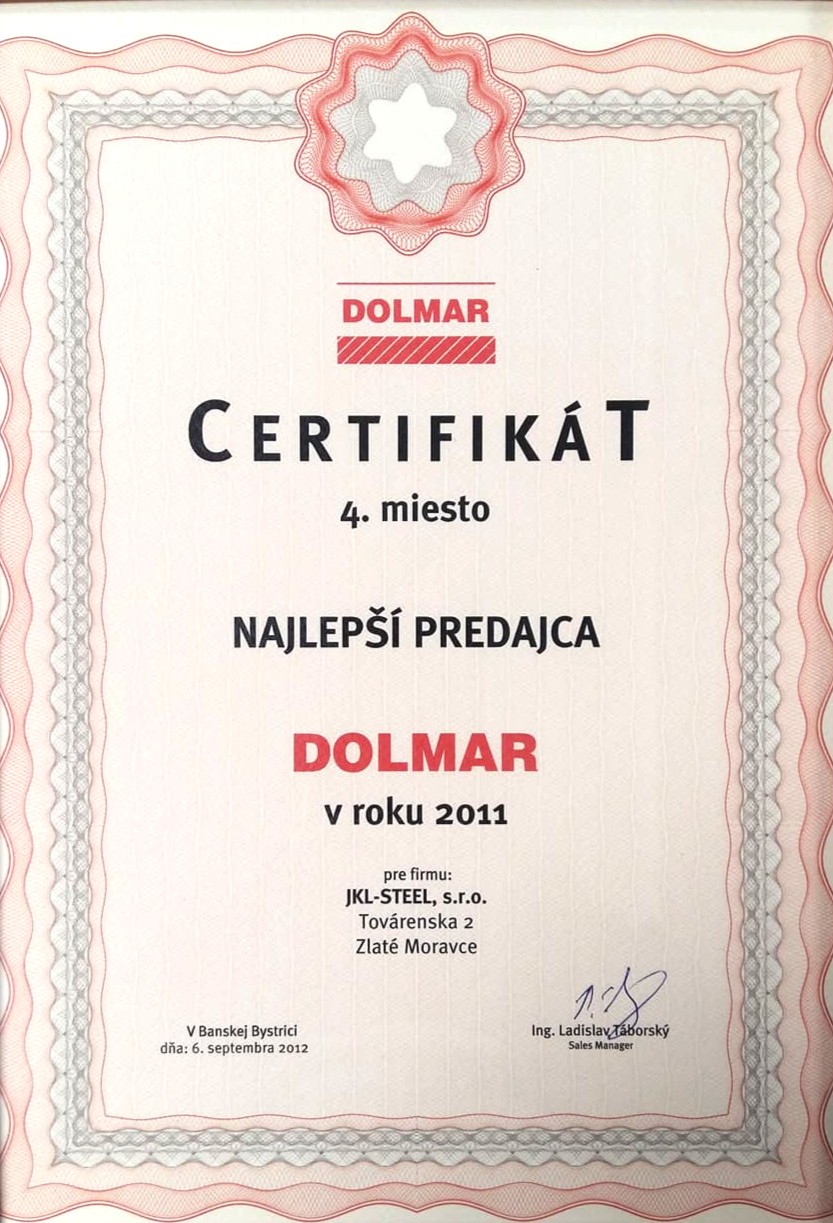 DOLMAR
CERTIFIKÁT
4. miesto
NAJLEPŠÍ PREDAJCA
DOLMAR
v roku 2011
pre firmu:
JKL-STEEL, s.r.o.
Továrenska 2
Zlaté Moravce
V Banskej Bystrici
dňa: 6. septembra 2012
Ing. Ladislav Táborský
Sales Manager